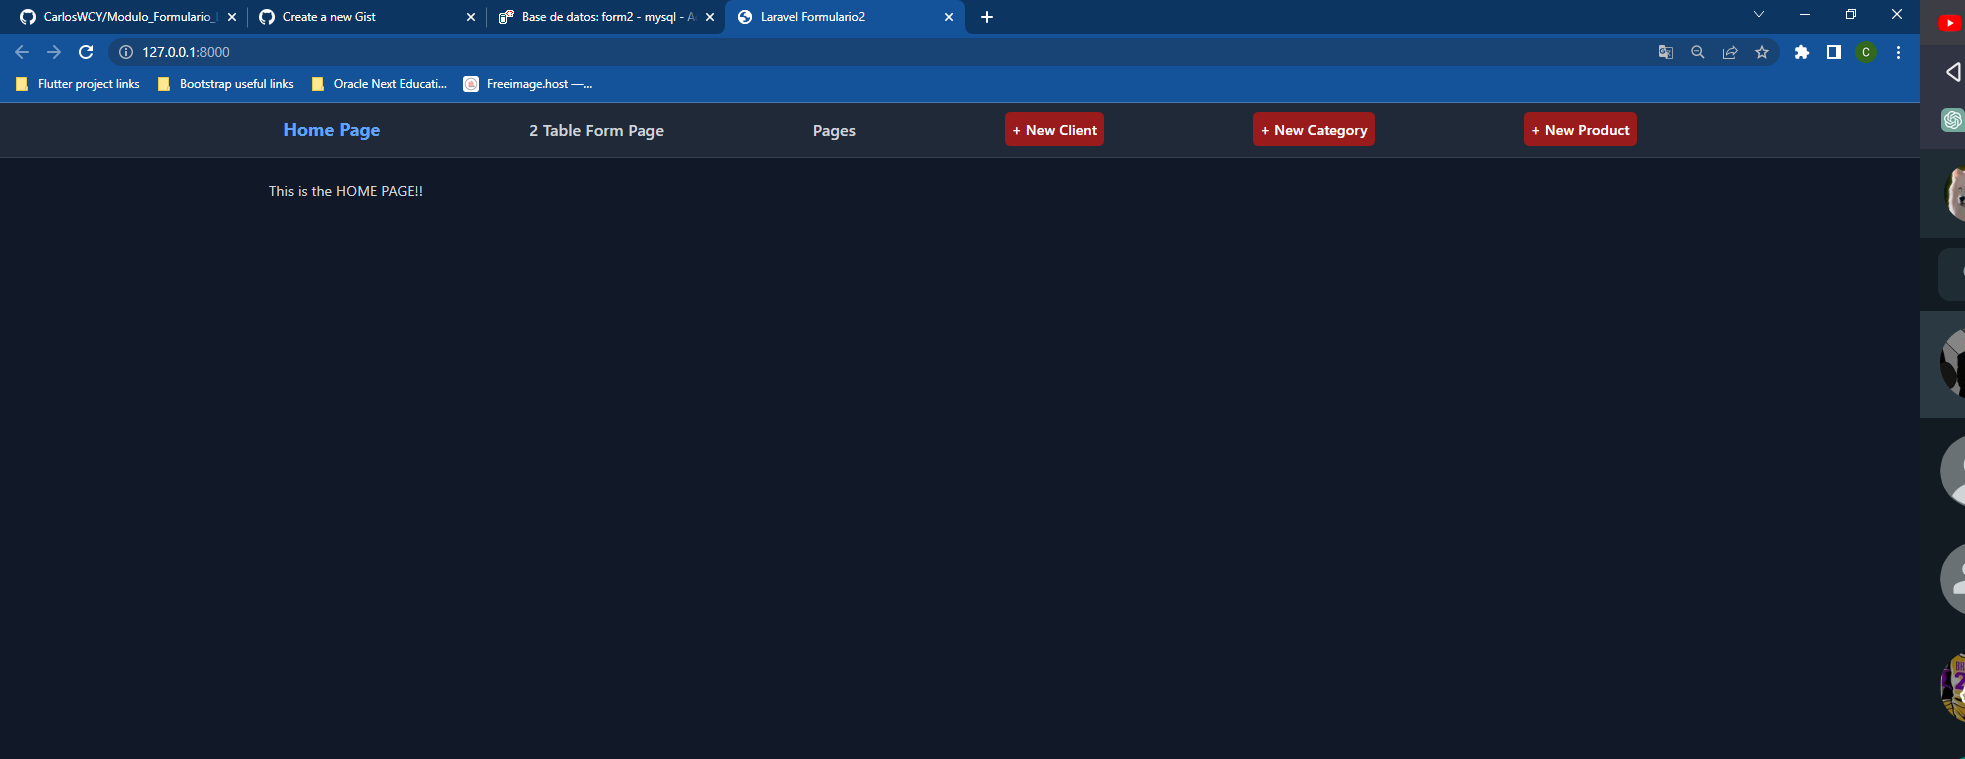 CarlosWCY/Modulo_Formulario_
Create a new Gist
Base de datos: form2 - mysql - A
Laravel Formulario2
127.0.0.1:8000
C
Flutter project links
Bootstrap useful links
Oracle Next Educati...
Freeimage.host —...
Home Page
2 Table Form Page
Pages
+ New Client
+ New Category
+ New Product
This is the HOME PAGE!!